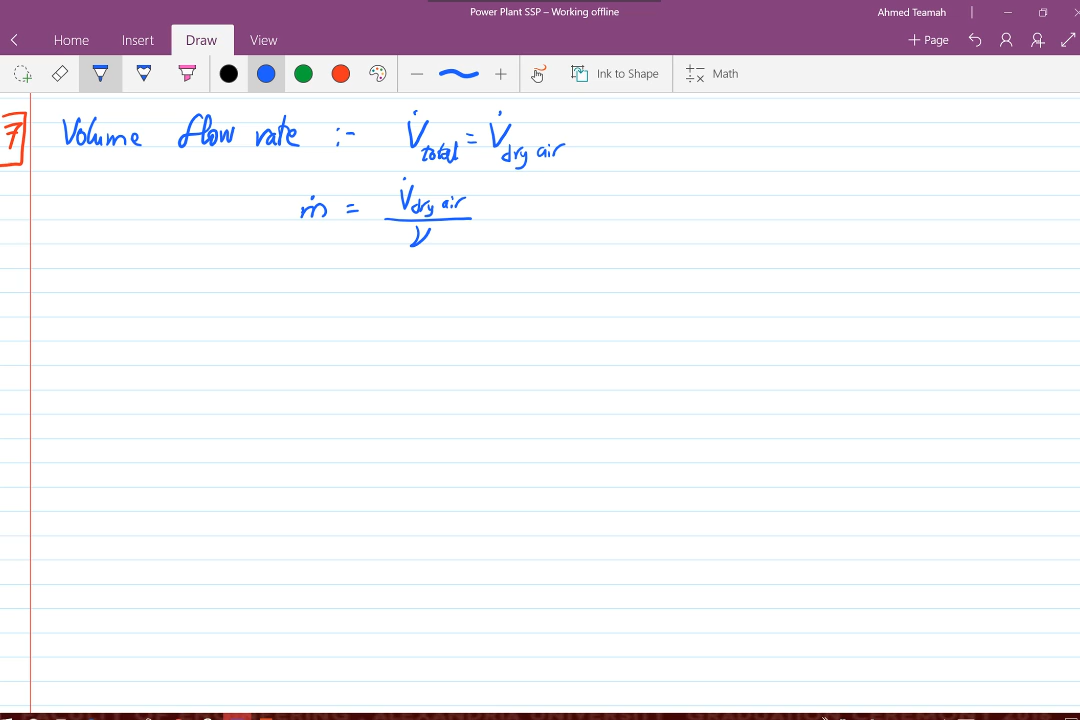 Power Plant SSP – Working offline
Ahmed Teamah
Home Insert Draw View
+ Page
Ink to Shape
Math
7 Volume flow rate :- V̇total = V̇dry air
ṁ = V̇dry air / ν